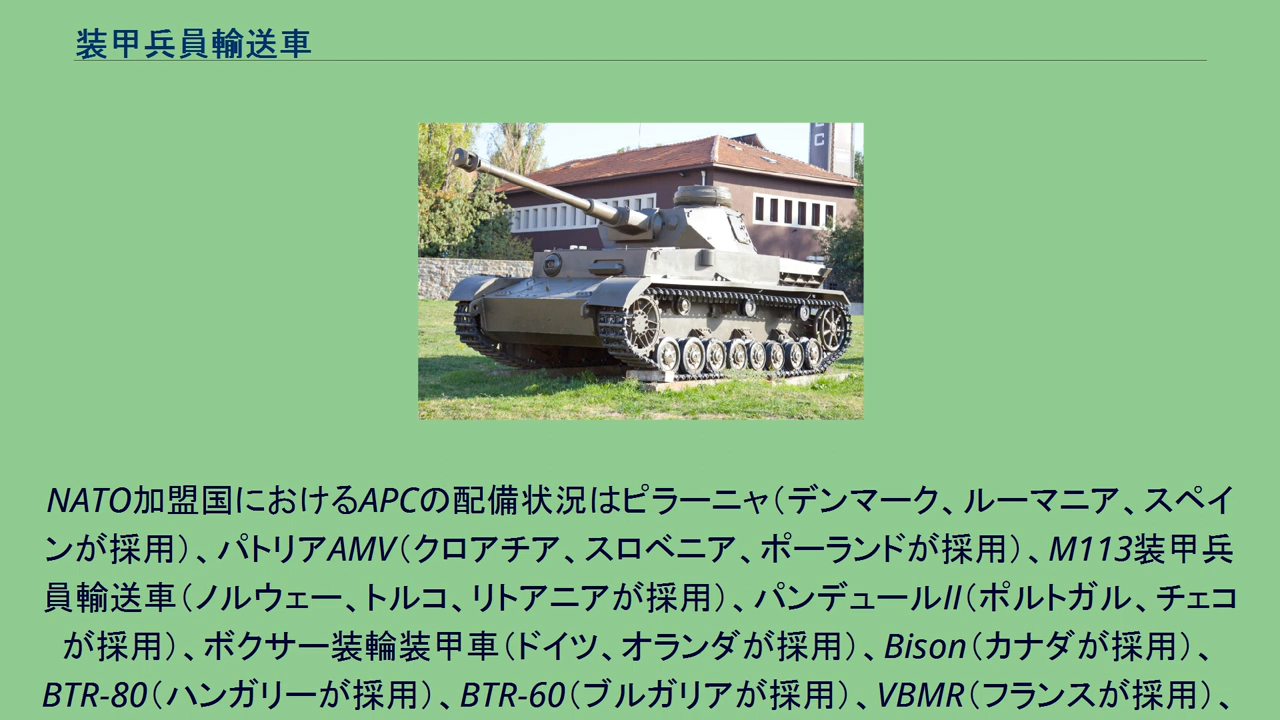 装甲兵員輸送車
C
NATO加盟国におけるAPCの配備状況はピラーニャ（デンマーク、ルーマニア、スペイ
ンが採用）、パトリアAMV（クロアチア、スロベニア、ポーランドが採用）、M113装甲兵
員輸送車（ノルウェー、トルコ、リトアニアが採用）、パンデュールII（ポルトガル、チェコ
が採用）、ボクサー装輪装甲車（ドイツ、オランダが採用）、Bison（カナダが採用）、
BTR-80（ハンガリーが採用）、BTR-60（ブルガリアが採用）、VBMR（フランスが採用）、